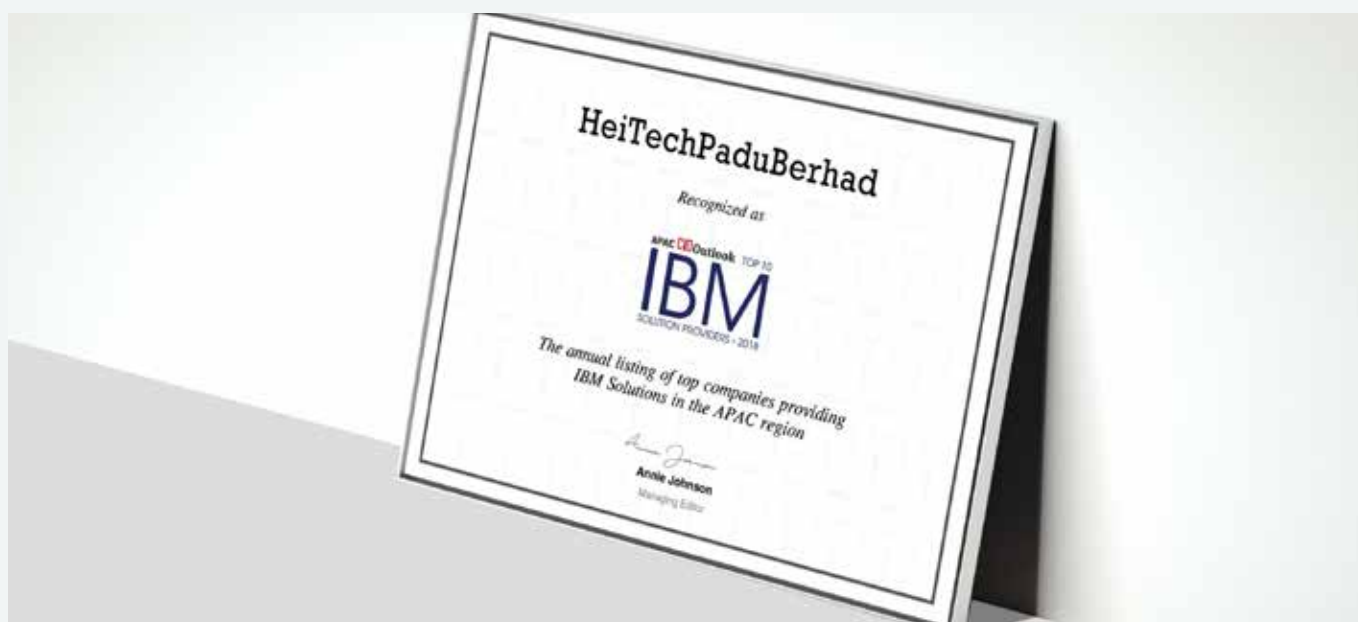 HeiTechPaduBerhad
Recognized as
APAC CIOOutlook TOP 10
IBM
SOLUTION PROVIDERS - 2018
The annual listing of top companies providing
IBM Solutions in the APAC region
Annie Johnson
Managing Editor